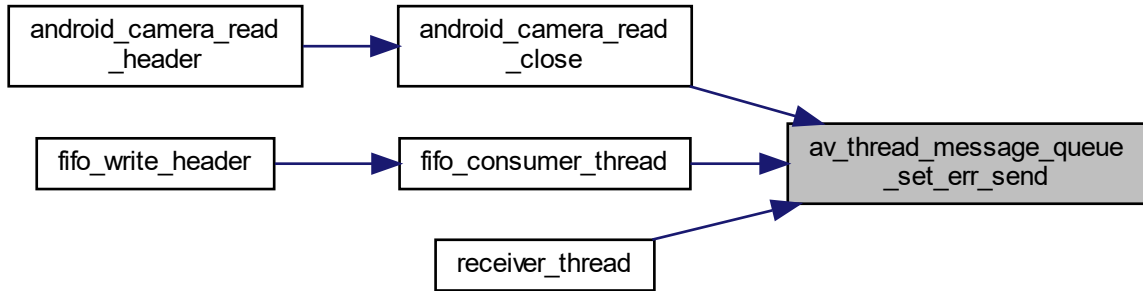 android_camera_read
_header
android_camera_read
_close
fifo_write_header
fifo_consumer_thread
av_thread_message_queue
_set_err_send
receiver_thread